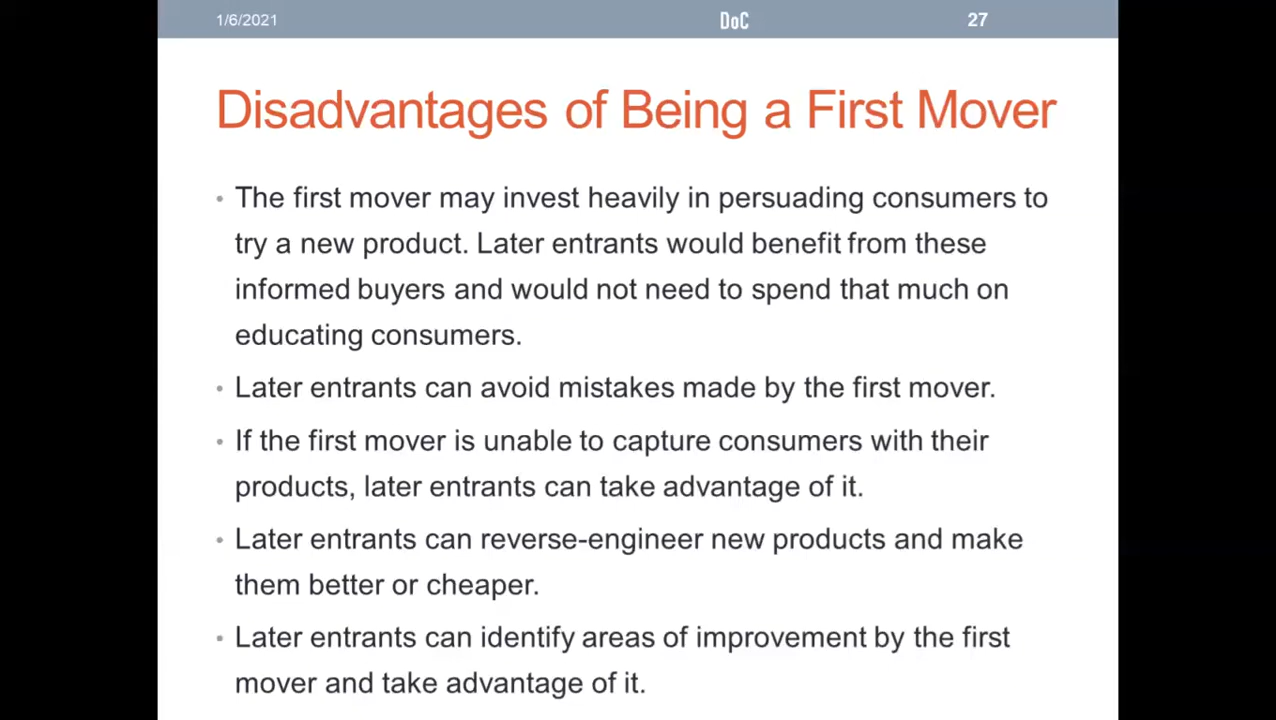 1/6/2021 DoC 27
Disadvantages of Being a First Mover
• The first mover may invest heavily in persuading consumers to
try a new product. Later entrants would benefit from these
informed buyers and would not need to spend that much on
educating consumers.
• Later entrants can avoid mistakes made by the first mover.
• If the first mover is unable to capture consumers with their
products, later entrants can take advantage of it.
• Later entrants can reverse-engineer new products and make
them better or cheaper.
• Later entrants can identify areas of improvement by the first
mover and take advantage of it.